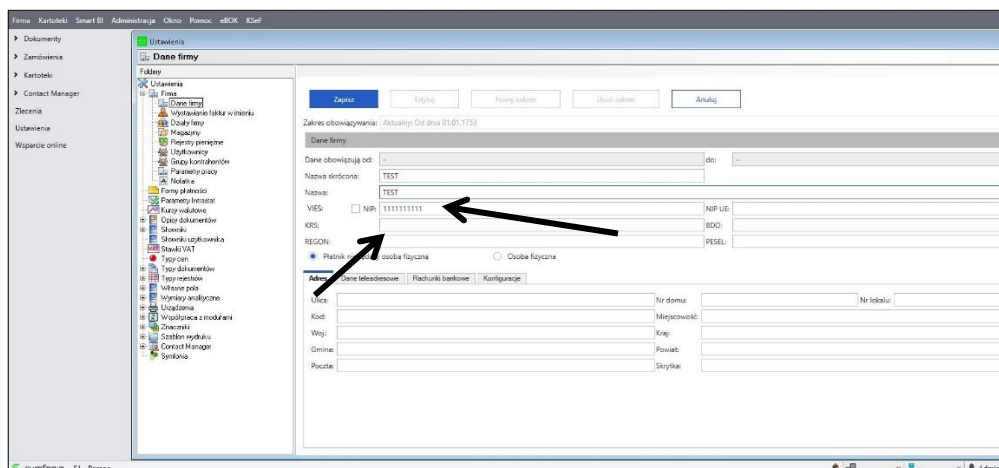 Firma Kartoteki Smart BI Administracja Okno Pomoc eBOK KSeF
Dokumenty
Zamówienia
Kartoteki
Contact Manager
Zlecenia
Ustawienia
Wsparcie online
Ustawienia
Dane firmy
Foldery
Ustawienia
Firma
Dane firmy
Wystawianie faktur w imieniu
Działy firmy
Magazyny
Rejestry pieniężne
Użytkownicy
Grupy kontrahentów
Parametry pracy
Notatka
Formy płatności
Parametry Intrastat
Kursy walutowe
Opisy dokumentów
Słowniki
Słowniki użytkownika
Stawki VAT
Typy cen
Typy dokumentów
Typy rejestrów
Własne pola
Wymiary analityczne
Urządzenia
Współpraca z modułami
Znaczniki
Szablon wydruku
Contact Manager
Symfonia
Zapisz Edytuj Nowy zakres Usuń zakres Anuluj
Zakres obowiązywania: Aktualny: Od dnia 01.01.1753
Dane firmy
Dane obowiązują od: - do: -
Nazwa skrócona: TEST
Nazwa: TEST
VIES: NIP: 1111111111 NIP UE:
KRS: BDO:
REGON: PESEL:
Płatnik osoba fizyczna Osoba fizyczna
Adres Dane teleadresowe Rachunki bankowe Konfiguracje
Ulica: Nr domu: Nr lokalu:
Kod: Miejscowość:
Woj.: Kraj:
Gmina: Powiat:
Poczta: Skrytka: